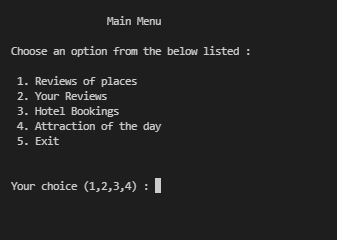 Main Menu
Choose an option from the below listed :
1. Reviews of places
2. Your Reviews
3. Hotel Bookings
4. Attraction of the day
5. Exit
Your choice (1,2,3,4) :